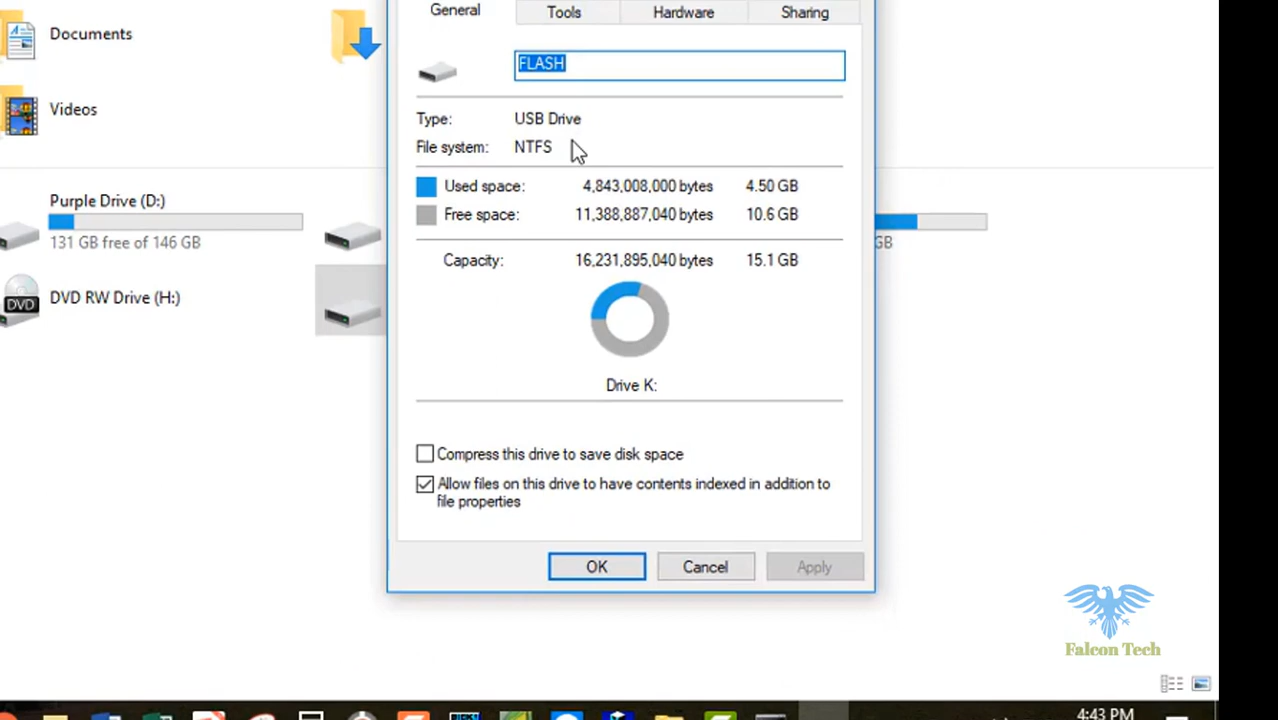 General
Tools
Hardware
Sharing
Documents
FLASH
Videos
Type: USB Drive
File system: NTFS
Used space: 4,843,008,000 bytes 4.50 GB
Free space: 11,388,887,040 bytes 10.6 GB
Purple Drive (D:)
131 GB free of 146 GB
GB
Capacity: 16,231,895,040 bytes 15.1 GB
DVD
DVD RW Drive (H:)
Drive K:
Compress this drive to save disk space
Allow files on this drive to have contents indexed in addition to
file properties
OK
Cancel
Apply
Falcon Tech
4:43 PM